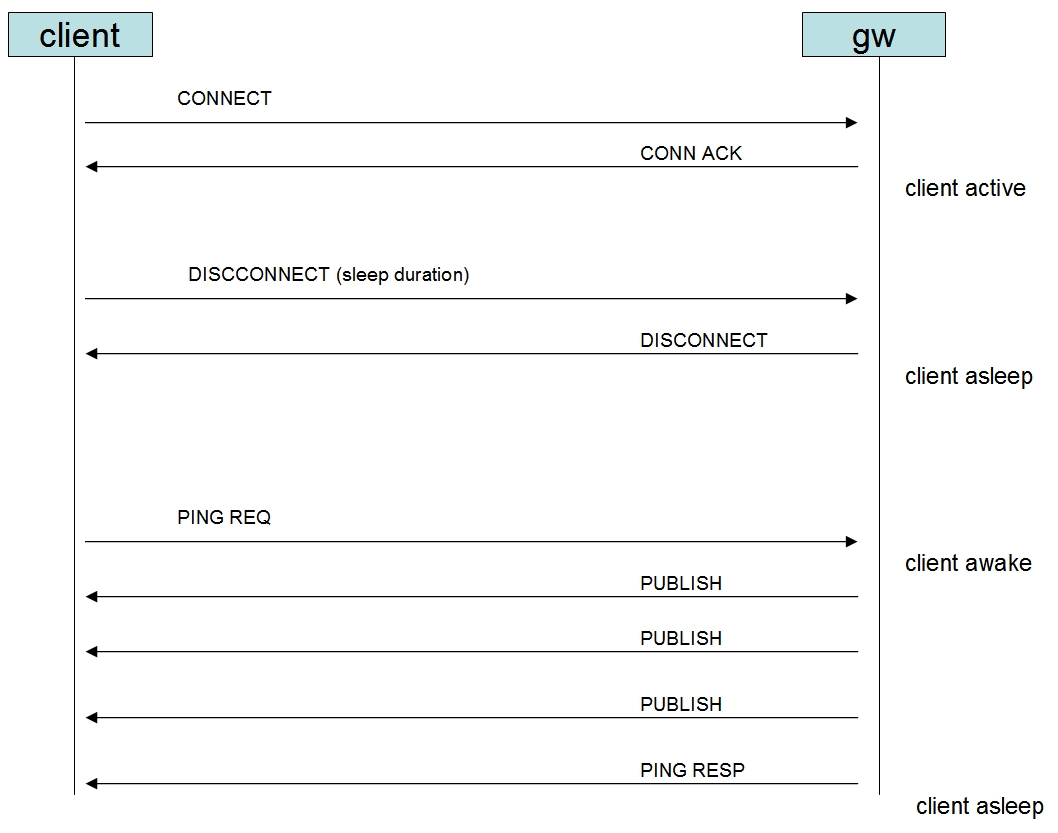 client
gw
CONNECT
CONN ACK
client active
DISCCONNECT (sleep duration)
DISCONNECT
client asleep
PING REQ
client awake
PUBLISH
PUBLISH
PUBLISH
PING RESP
client asleep